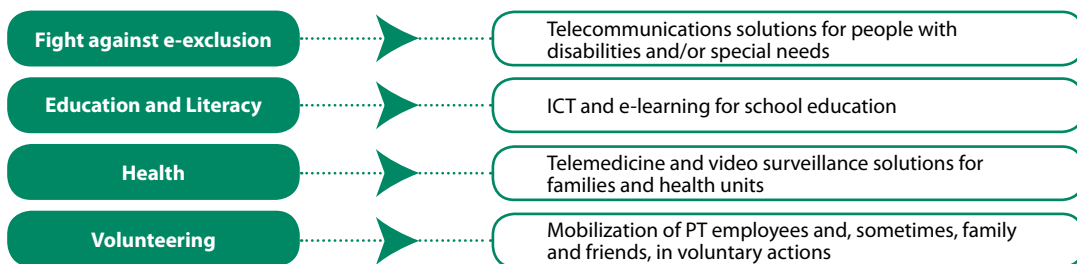 Fight against e-exclusion
Telecommunications solutions for people with
disabilities and/or special needs
Education and Literacy
ICT and e-learning for school education
Health
Telemedicine and video surveillance solutions for
families and health units
Volunteering
Mobilization of PT employees and, sometimes, family
and friends, in voluntary actions